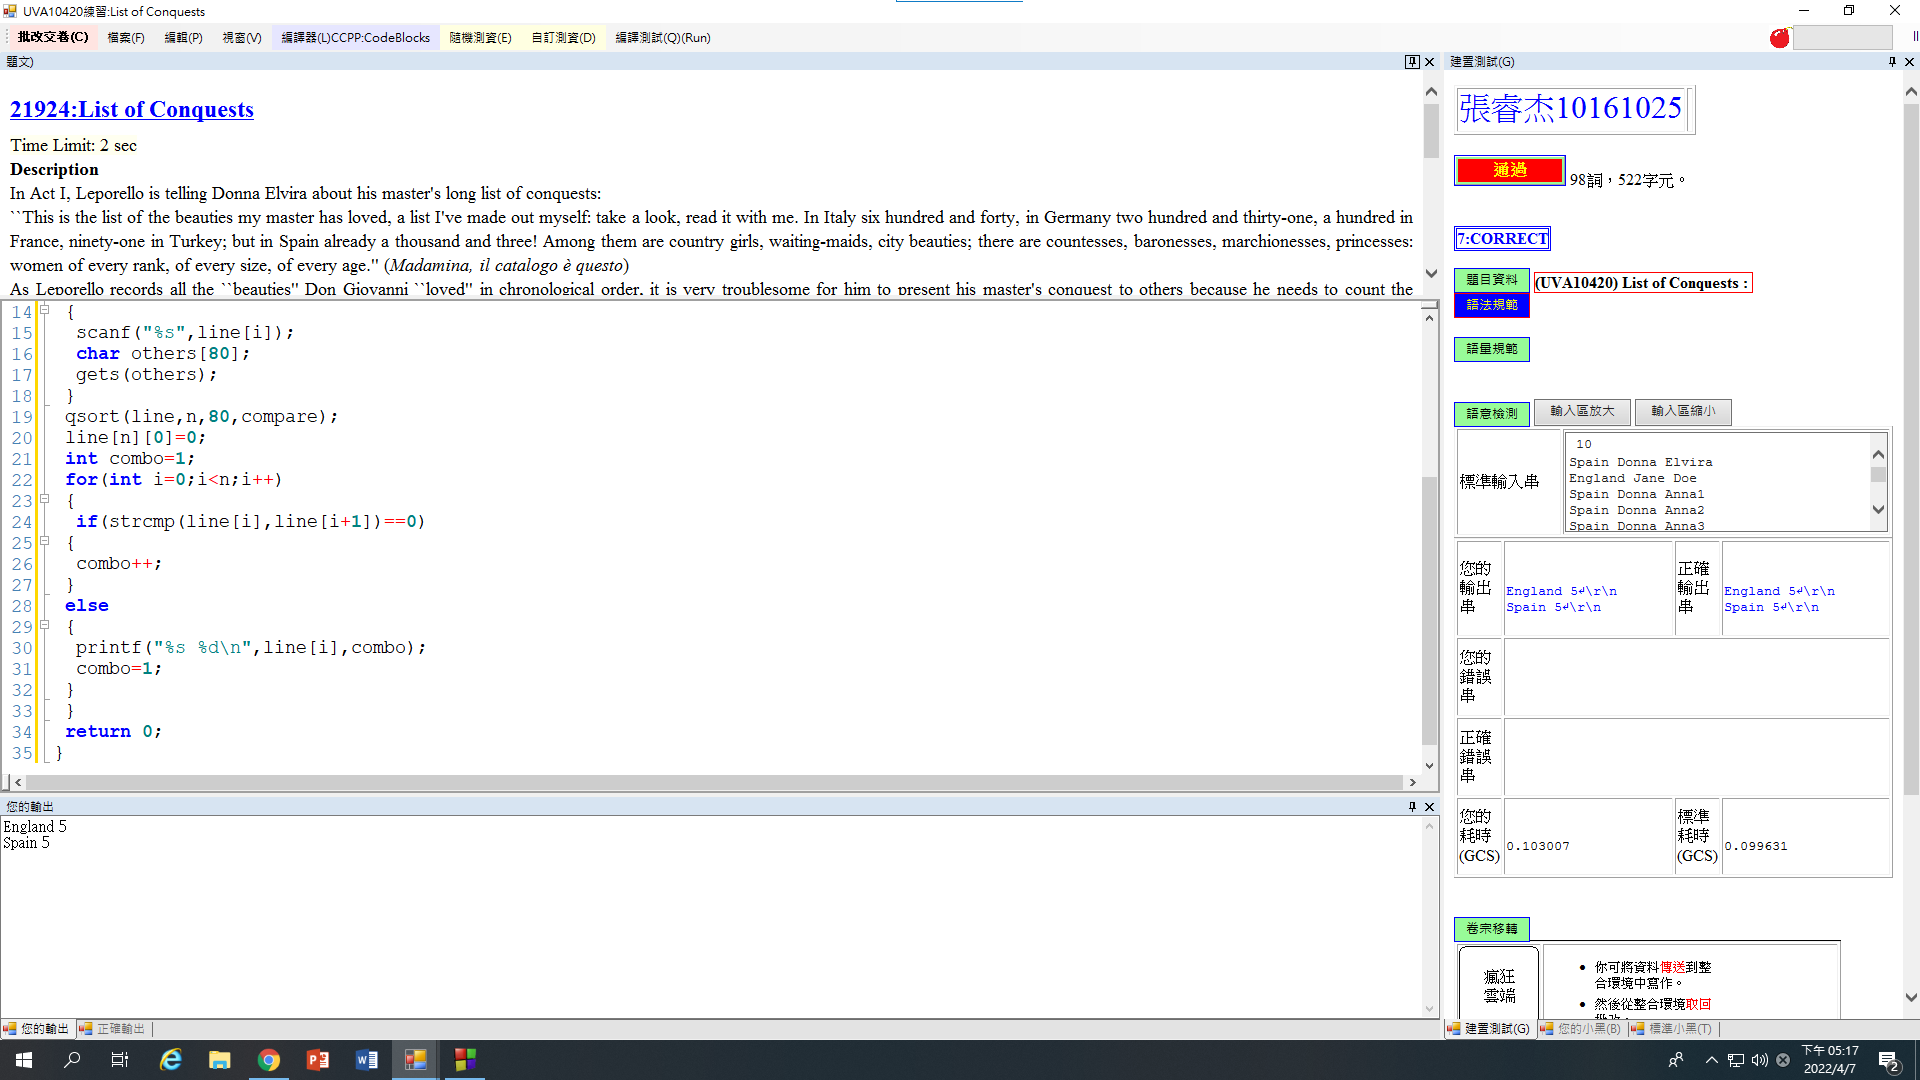 UVA10420練習:List of Conquests
批改交卷(C) 檔案(F) 編輯(P) 視窗(V) 編譯器(L)CCPP:CodeBlocks 隨機測資(E) 自訂測資(D) 編譯測試(Q)(Run)
題文)
21924:List of Conquests
Time Limit: 2 sec
Description
In Act I, Leporello is telling Donna Elvira about his master's long list of conquests:
``This is the list of the beauties my master has loved, a list I've made out myself: take a look, read it with me. In Italy six hundred and forty, in Germany two hundred and thirty-one, a hundred in
France, ninety-one in Turkey; but in Spain already a thousand and three! Among them are country girls, waiting-maids, city beauties; there are countesses, baronesses, marchionesses, princesses:
women of every rank, of every size, of every age.'' (Madamina, il catalogo è questo)
As Leporello records all the ``beauties'' Don Giovanni ``loved'' in chronological order, it is very troublesome for him to present his master's conquest to others because he needs to count the
14 {
15 scanf("%s",line[i]);
16 char others[80];
17 gets(others);
18 }
19 qsort(line,n,80,compare);
20 line[n][0]=0;
21 int combo=1;
22 for(int i=0;i<n;i++)
23 {
24 if(strcmp(line[i],line[i+1])==0)
25 {
26 combo++;
27 }
28 else
29 {
30 printf("%s %d\n",line[i],combo);
31 combo=1;
32 }
33 }
34 return 0;
35 }
您的輸出
England 5
Spain 5
您的輸出 正確輸出
建置測試(G)
張睿杰10161025
通過 98詞，522字元。
7:CORRECT
題目資料 (UVA10420) List of Conquests :
語法規範
語量規範
語意檢測 輸入區放大 輸入區縮小
標準輸入串
10
Spain Donna Elvira
England Jane Doe
Spain Donna Anna1
Spain Donna Anna2
Spain Donna Anna3
您的輸出串
England 5↵\r\n
Spain 5↵\r\n
正確輸出串
England 5↵\r\n
Spain 5↵\r\n
您的錯誤串
正確錯誤串
您的耗時(GCS) 0.103007 標準耗時(GCS) 0.099631
卷宗移轉
瘋狂
雲端
你可將資料傳送到整
合環境中寫作。
然後從整合環境取回
建置測試(G) 您的小黑(B) 標準小黑(T)
下午 05:17
2022/4/7
2